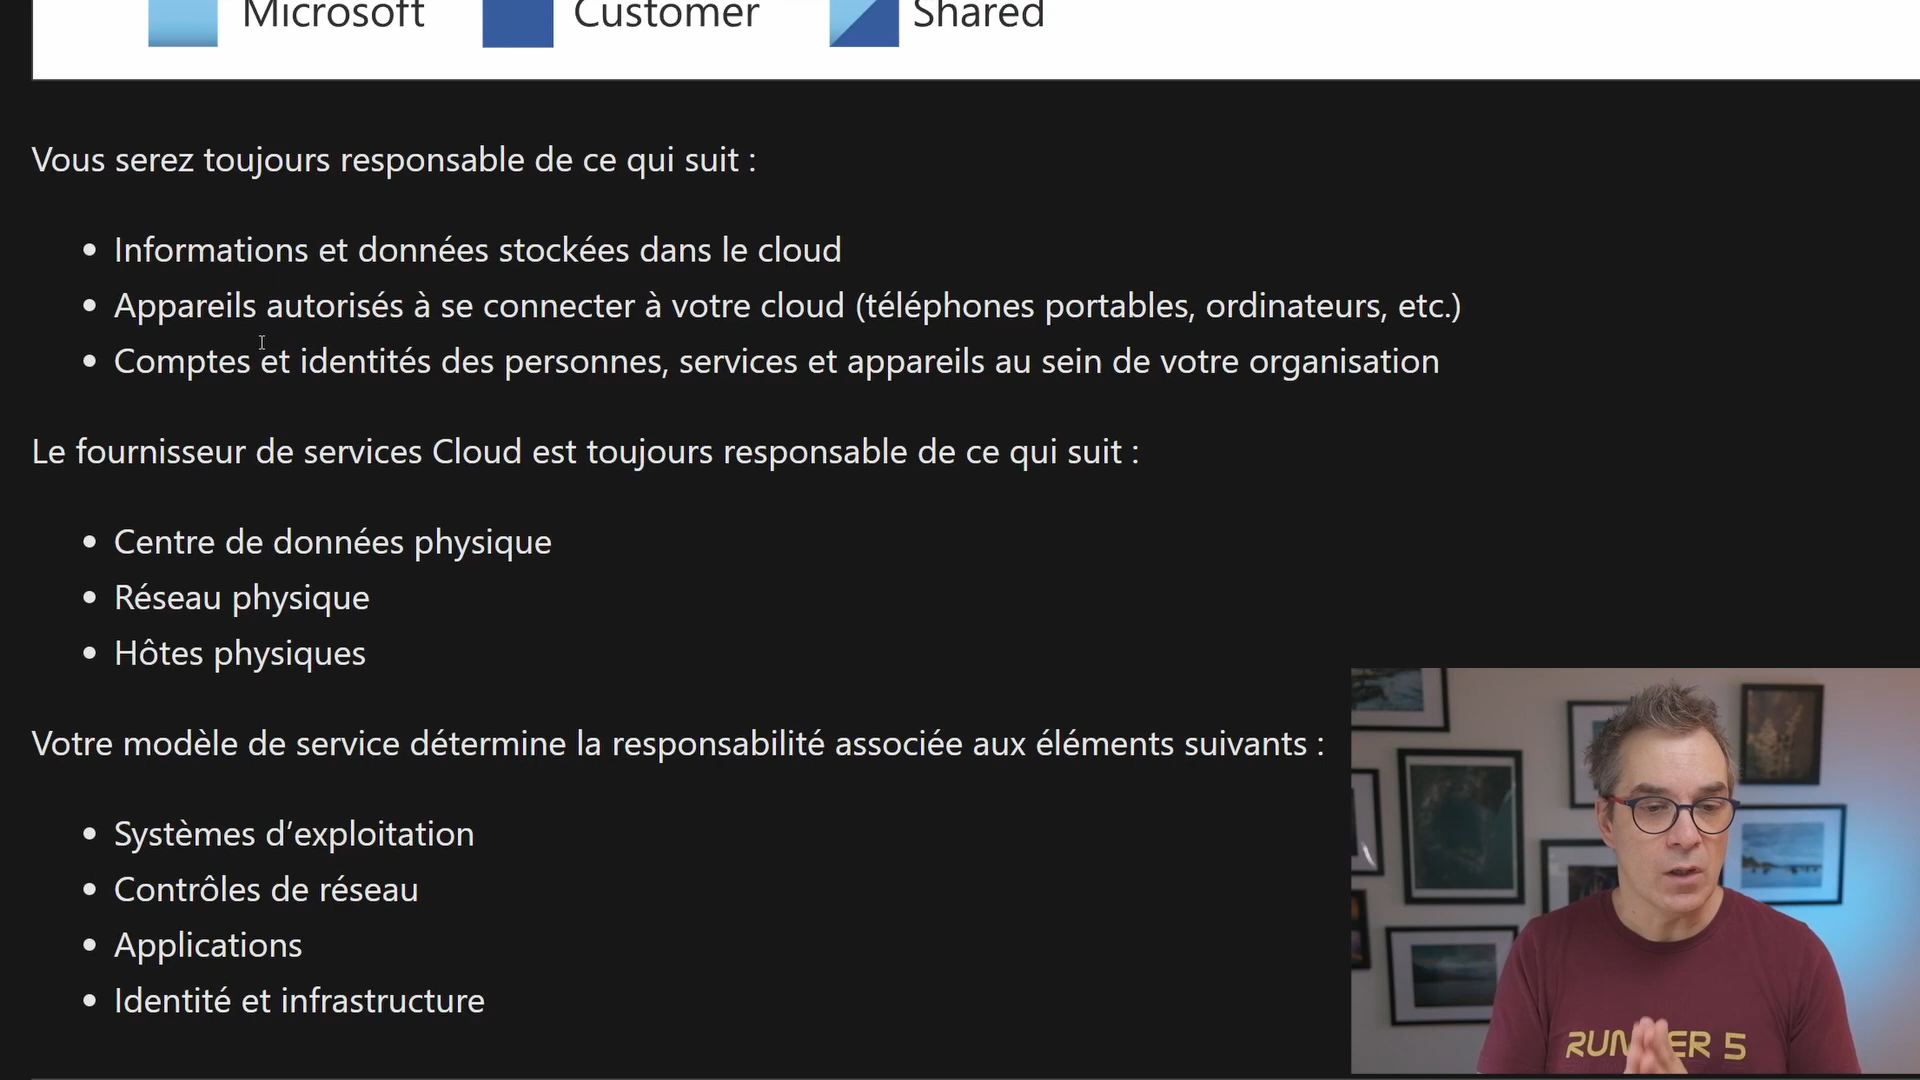 Microsoft Customer Shared
Vous serez toujours responsable de ce qui suit :
• Informations et données stockées dans le cloud
• Appareils autorisés à se connecter à votre cloud (téléphones portables, ordinateurs, etc.)
• Comptes et identités des personnes, services et appareils au sein de votre organisation
Le fournisseur de services Cloud est toujours responsable de ce qui suit :
• Centre de données physique
• Réseau physique
• Hôtes physiques
Votre modèle de service détermine la responsabilité associée aux éléments suivants :
• Systèmes d’exploitation
• Contrôles de réseau
• Applications
• Identité et infrastructure
5